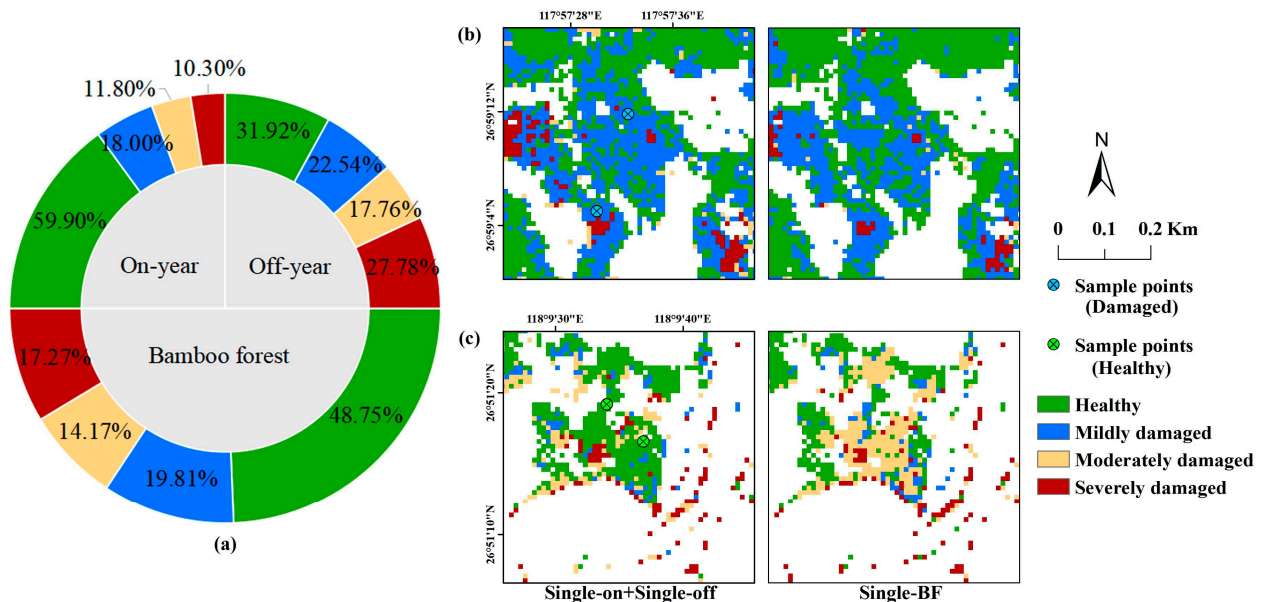 10.30%
11.80%
18.00%
31.92%
22.54%
17.76%
59.90%
27.78%
On-year
Off-year
Bamboo forest
17.27%
48.75%
14.17%
19.81%
(a)
(b)
117°57'28"E
117°57'36"E
26°59'12"N
26°59'4"N
(c)
118°9'30"E
118°9'40"E
26°51'20"N
26°51'10"N
Single-on+Single-off
Single-BF
N
0 0.1 0.2 Km
Sample points
(Damaged)
Sample points
(Healthy)
Healthy
Mildly damaged
Moderately damaged
Severely damaged